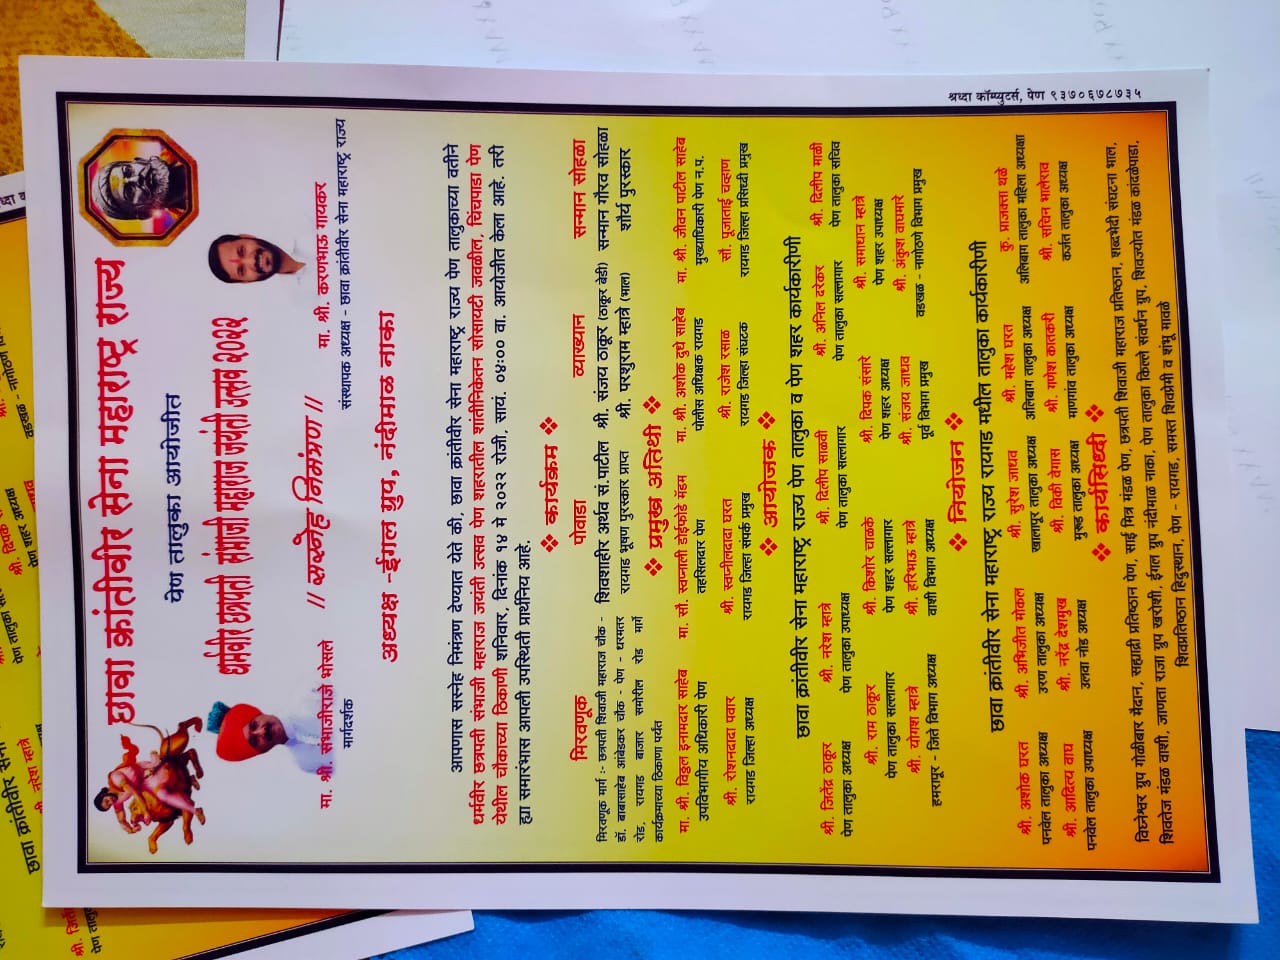 छावा क्रांतीवीर सेना महाराष्ट्र राज्य
पेण तालुका आयोजीत
धर्मवीर छत्रपती संभाजी महाराज जयंती उत्सव २०२२
// सस्नेह निमंत्रण //
मा. श्री. संभाजीराजे भोसले
मार्गदर्शक
मा. श्री. करणभाऊ गायकर
संस्थापक अध्यक्ष - छावा क्रांतीवीर सेना महाराष्ट्र राज्य
अध्यक्ष -ईगल ग्रुप, नंदीमाळ नाका
आपणास सस्नेह निमंत्रण देण्यात येते की, छावा क्रांतीवीर सेना महाराष्ट्र राज्य पेण तालुकाच्या वतीने
धर्मवीर छत्रपती संभाजी महाराज जयंती उत्सव पेण शहरातील शांतीनिकेतन सोसायटी जवळील, चिंचपाडा पेण
येथील चौकाच्या ठिकाणी शनिवार, दिनांक १४ मे २०२२ रोजी, सायं. ०४:०० वा. आयोजीत केला आहे. तरी
ह्या समारंभास आपली उपस्थिती प्रार्थनिय आहे.
❖ कार्यक्रम ❖
मिरवणूक पोवाडा व्याख्यान सन्मान सोहळा
मिरवणूक मार्ग :- छत्रपती शिवाजी महाराज चौक -
डॉ. बाबासाहेब आंबेडकर चौक - पेण - धरमतर
रोड, रायगड बाजार समोरील रोड मार्गे
कार्यक्रमाच्या ठिकाणा पर्यंत
शिवशाहीर अर्थव सं.पाटील
रायगड भूषण पुरस्कार प्राप्त
श्री. संजय ठाकूर (ठाकूर बेडी)
श्री. परशुराम म्हात्रे (भाल)
सन्मान गौरव सोहळा
शौर्य पुरस्कार
❖ प्रमुख अतिथी ❖
मा. श्री. विठ्ठल इनामदार साहेब मा. सौ. स्वप्नाली डोईफोडे मॅडम मा. श्री. अशोक दुधे साहेब मा. श्री. जीवन पाटील साहेब
उपविभागीय अधिकारी पेण तहसिलदार पेण पोलीस अधिक्षक रायगड मुख्याधिकारी पेण न.प.
श्री. रोशनदादा पवार श्री. स्वप्नीलदादा घरत श्री. राजेश रसाळ सौ. पूजाताई चव्हाण
रायगड जिल्हा अध्यक्ष रायगड जिल्हा संपर्क प्रमुख रायगड जिल्हा संघटक रायगड जिल्हा प्रसिध्दी प्रमुख
❖ आयोजक ❖
छावा क्रांतीवीर सेना महाराष्ट्र राज्य पेण तालुका व पेण शहर कार्यकारीणी
श्री. जितेंद्र ठाकूर श्री. नरेश म्हात्रे श्री. दिलीप साळवी श्री. अनिल दरेकर श्री. दिलीप माळी
पेण तालुका अध्यक्ष पेण तालुका उपाध्यक्ष पेण तालुका सल्लागार पेण तालुका सल्लागार पेण तालुका सचिव
श्री. राम ठाकूर श्री. किशोर चाळके श्री. दिपक संसारे श्री. समाधान म्हात्रे
पेण तालुका सल्लागार पेण शहर सल्लागार पेण शहर अध्यक्ष पेण शहर उपाध्यक्ष
श्री. योगेश म्हात्रे श्री. हरिभाऊ म्हात्रे श्री. संजय जाधव श्री. अंकुश वाघमारे
हमरापूर - जिते विभाग अध्यक्ष वाशी विभाग अध्यक्ष पूर्व विभाग प्रमुख वडखळ - नागोठणे विभाग प्रमुख
❖ नियोजन ❖
छावा क्रांतीवीर सेना महाराष्ट्र राज्य रायगड मधील तालुका कार्यकारीणी
श्री. अशोक घरत श्री. अभिजीत मोकल श्री. सुरेश जाधव श्री. महेश घरत कु. प्राजक्ता थळे
पनवेल तालुका अध्यक्ष उरण तालुका अध्यक्ष खालापूर तालुका अध्यक्ष अलिबाग तालुका अध्यक्ष अलिबाग तालुका महिला अध्यक्षा
श्री. आदित्य वाघ श्री. नरेंद्र देशमुख श्री. विकी वेगास श्री. गणेश कातकरी श्री. सचिन भालेराव
पनवेल तालुका उपाध्यक्ष उलवा नोड अध्यक्ष मुरूड तालुका अध्यक्ष माणगांव तालुका अध्यक्ष कर्जत तालुका अध्यक्ष
❖ कार्यसिध्दी ❖
विघ्नेश्वर ग्रुप गोळीबार मैदान, सह्याद्री प्रतिष्ठान पेण, साई मित्र मंडळ पेण, छत्रपती शिवाजी महाराज प्रतिष्ठान, शब्दभेदी संघटना भाल,
शिवतेज मंडळ वाशी, जाणता राजा ग्रुप खरोशी, ईगल ग्रुप नंदीमाळ नाका, पेण तालुका किल्ले संवर्धन ग्रुप, शिवज्योत मंडळ कांदळेपाडा,
शिवप्रतिष्ठान हिंदुस्थान, पेण - रायगड, समस्त शिवप्रेमी व शंभू मावळे
श्रध्दा कॉम्प्युटर्स, पेण ९३७०६७८७३५